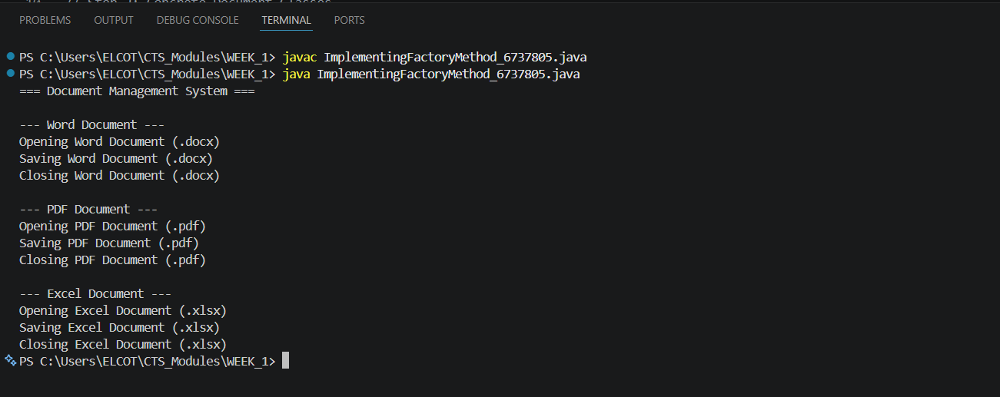 PROBLEMS OUTPUT DEBUG CONSOLE TERMINAL PORTS
PS C:\Users\ELCOT\CTS_Modules\WEEK_1> javac ImplementingFactoryMethod_6737805.java
PS C:\Users\ELCOT\CTS_Modules\WEEK_1> java ImplementingFactoryMethod_6737805.java
=== Document Management System ===
--- Word Document ---
Opening Word Document (.docx)
Saving Word Document (.docx)
Closing Word Document (.docx)
--- PDF Document ---
Opening PDF Document (.pdf)
Saving PDF Document (.pdf)
Closing PDF Document (.pdf)
--- Excel Document ---
Opening Excel Document (.xlsx)
Saving Excel Document (.xlsx)
Closing Excel Document (.xlsx)
PS C:\Users\ELCOT\CTS_Modules\WEEK_1>